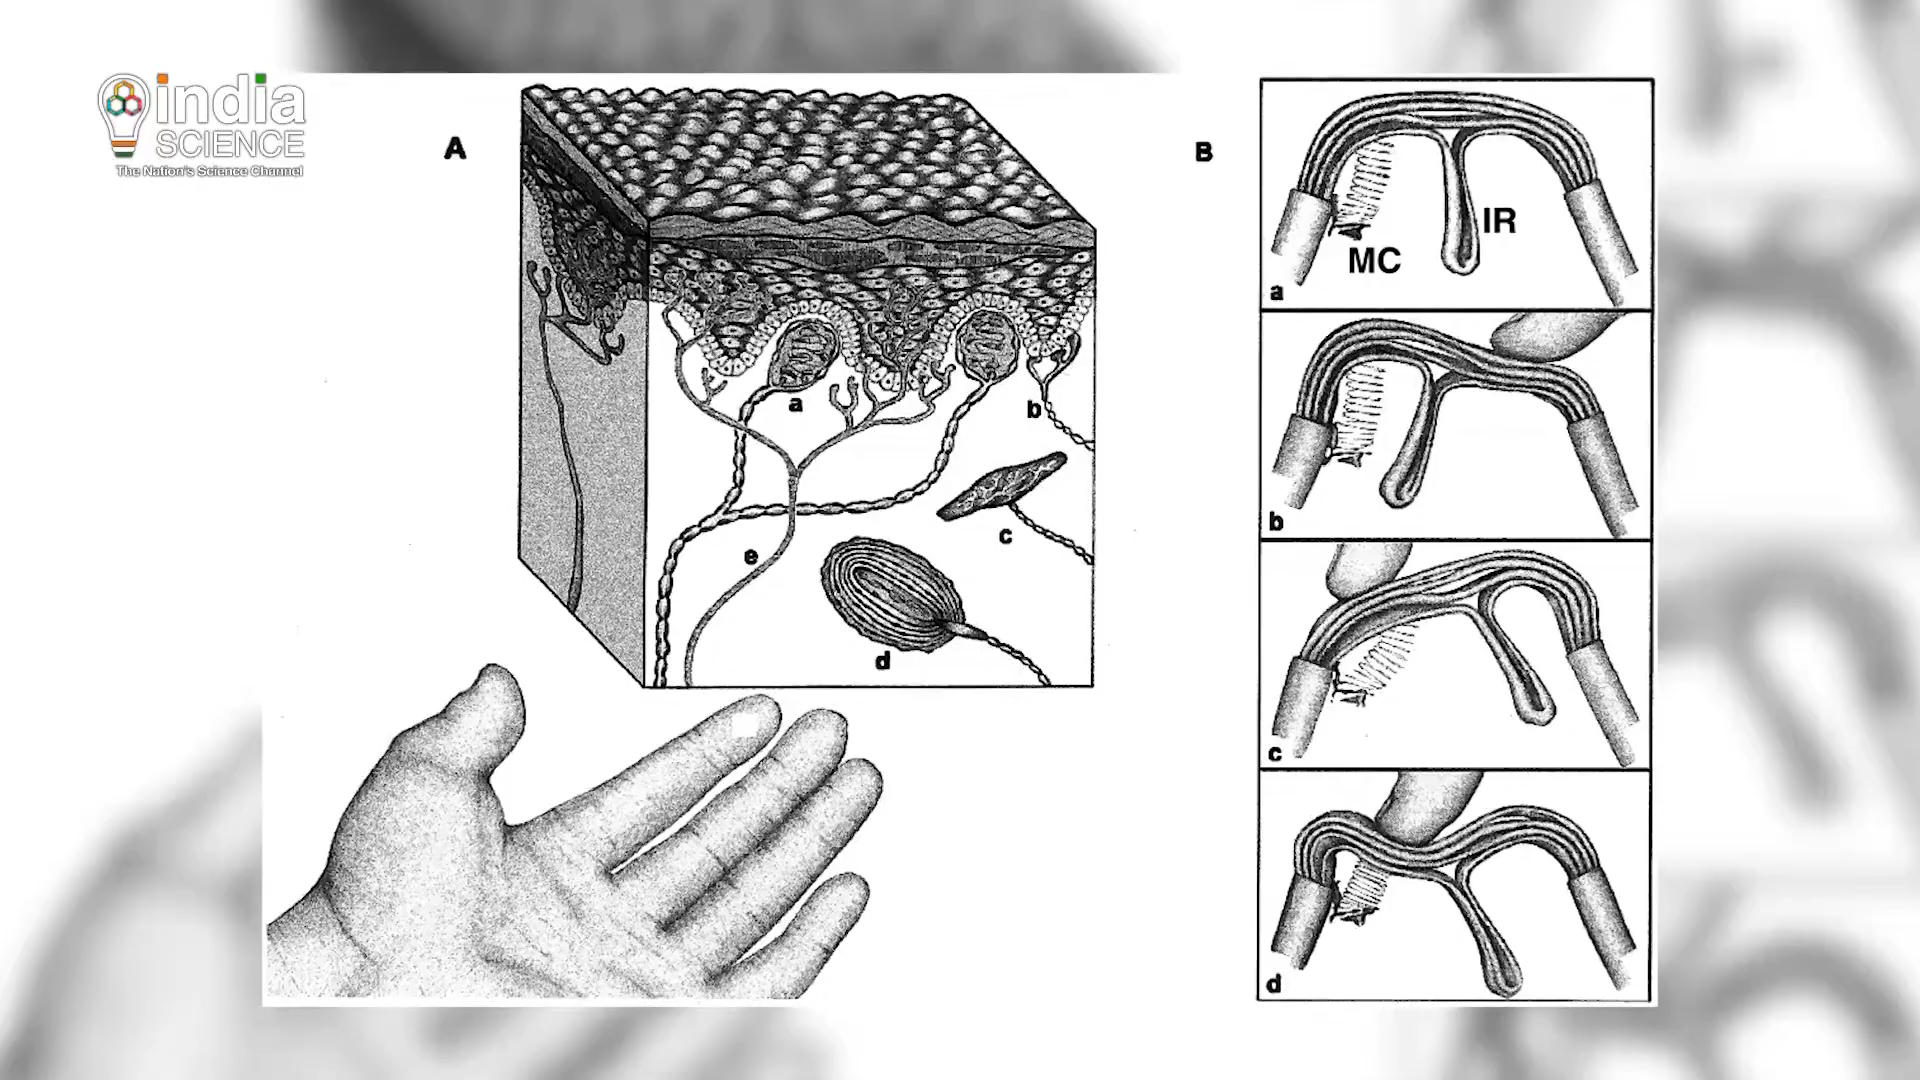 india
SCIENCE
The Nation's Science Channel
A
a
b
c
d
e
B
IR
MC
a
b
c
d